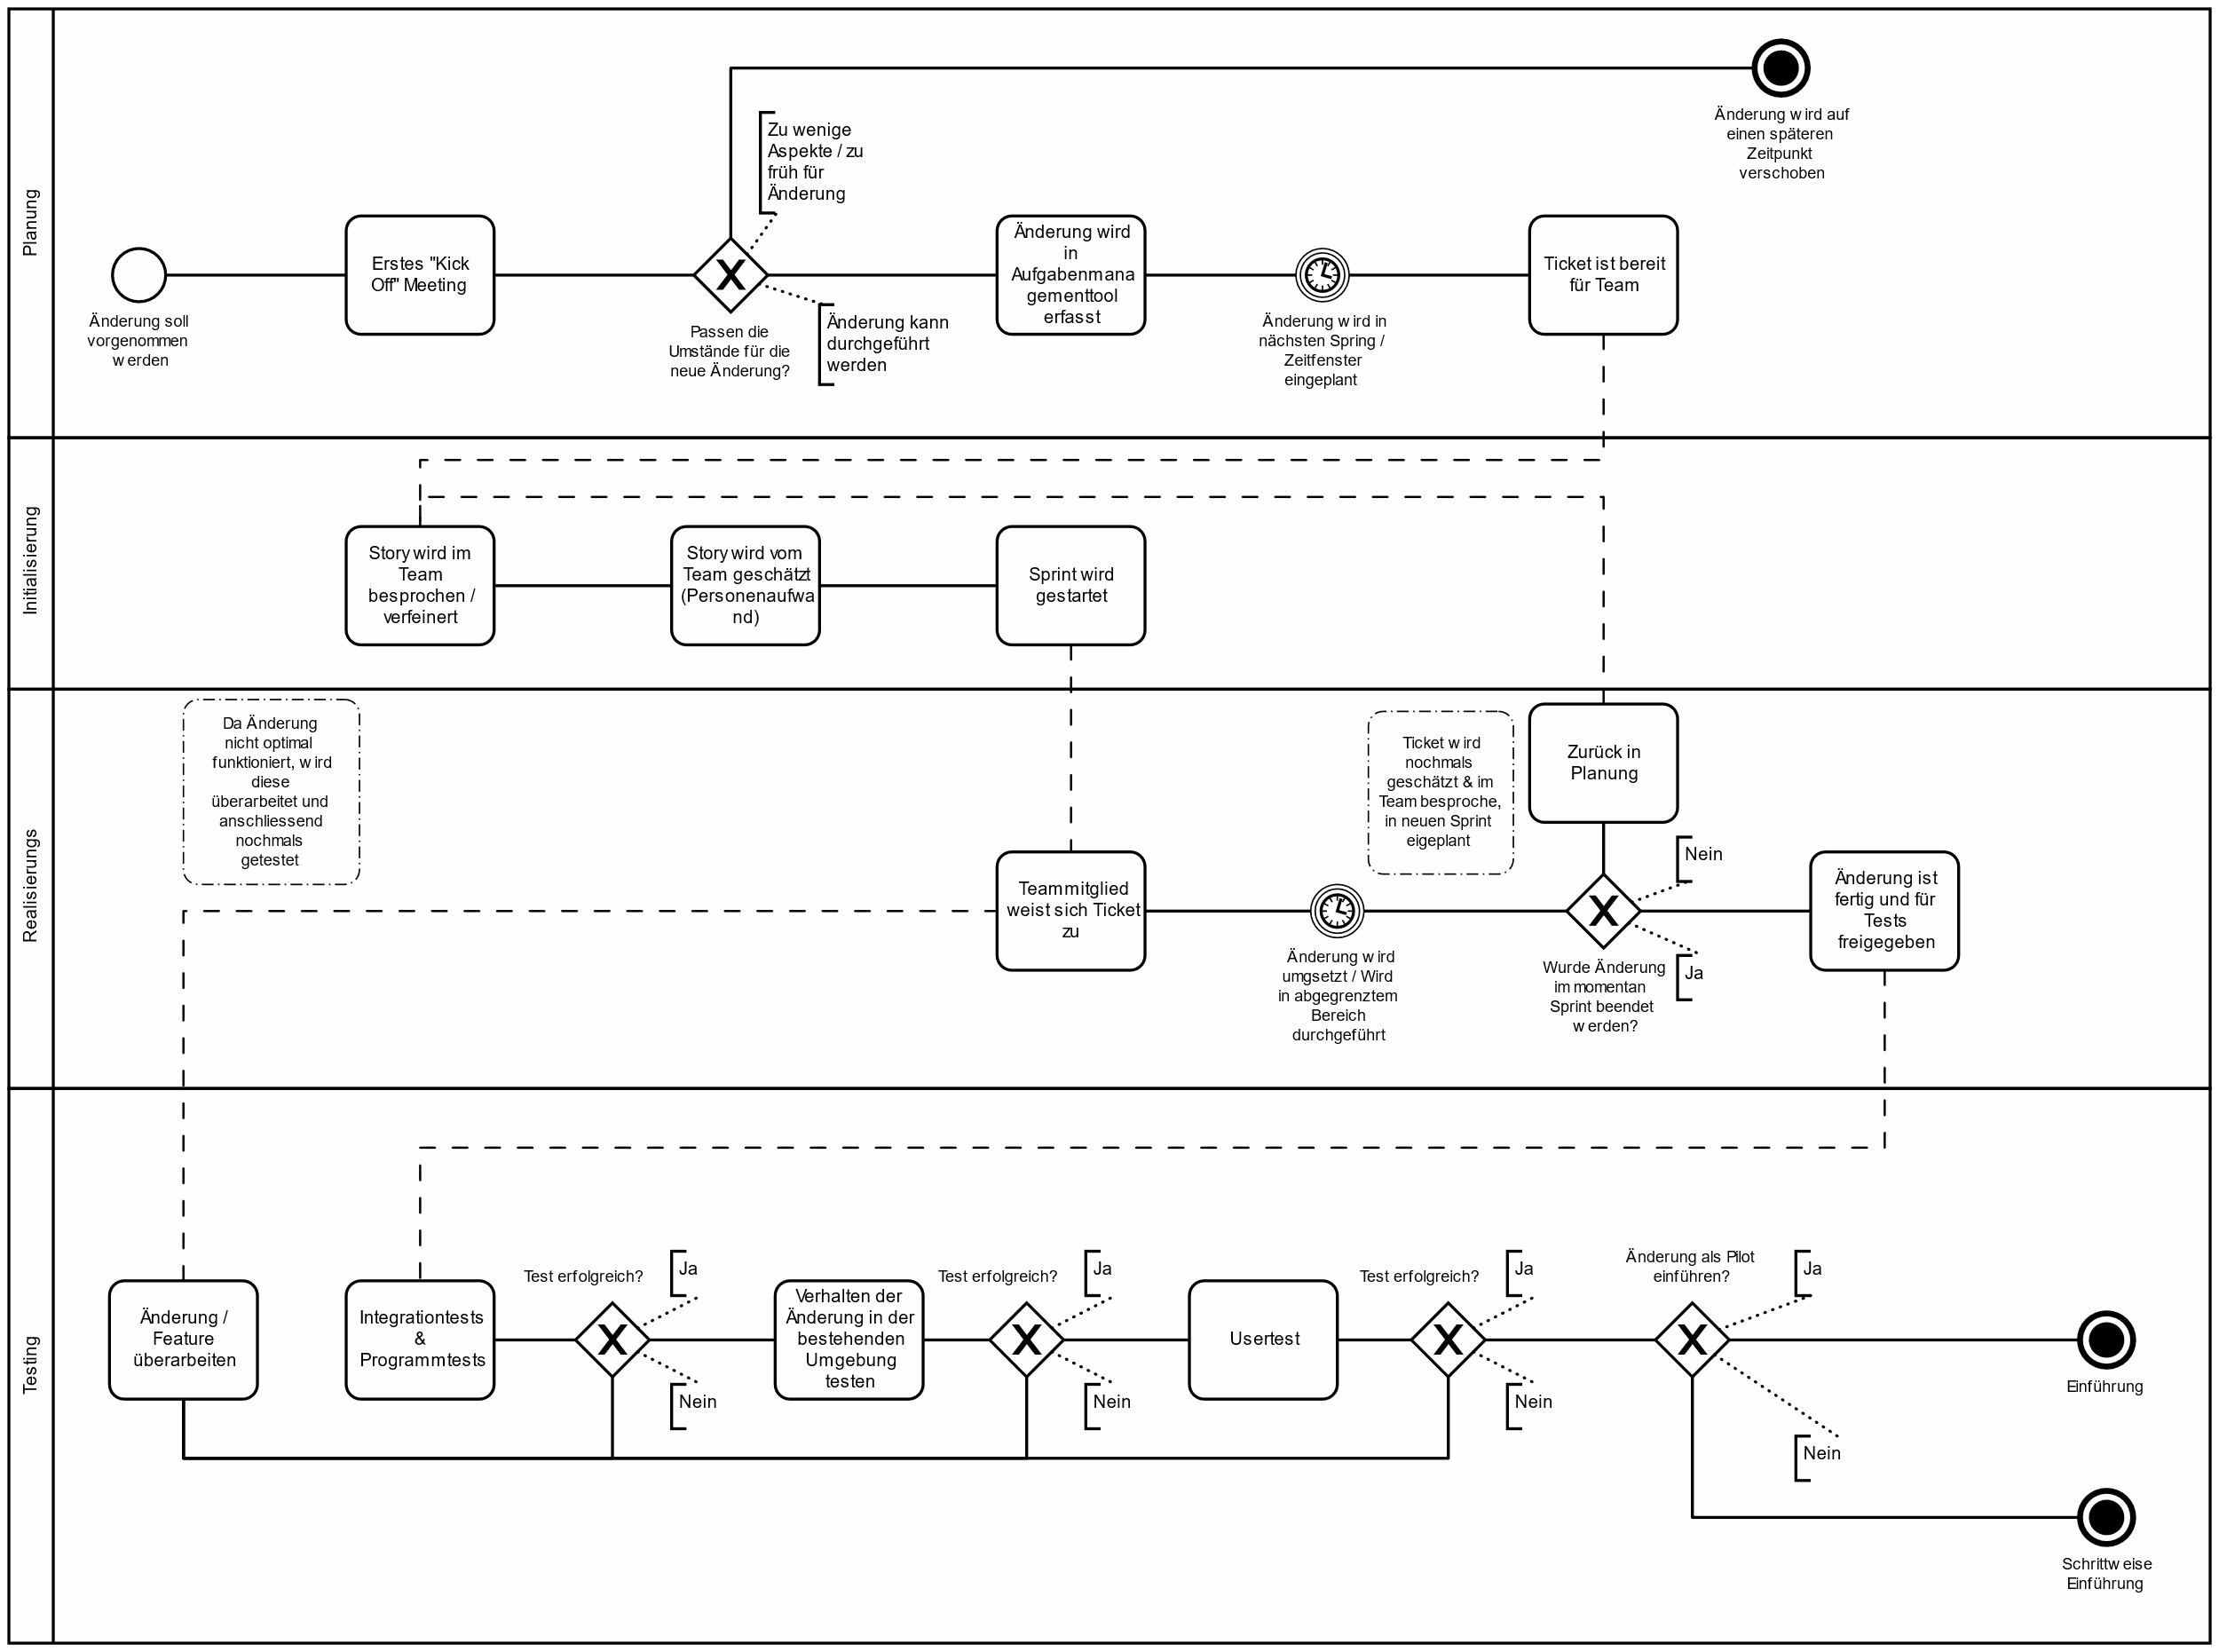 Planung
Änderung soll
vorgenommen
werden
Erstes "Kick
Off" Meeting
Zu wenige
Aspekte / zu
früh für
Änderung
Passen die
Umstände für die
neue Änderung?
Änderung kann
durchgeführt
werden
Änderung wird
in
Aufgabenmana
gementtool
erfasst
Änderung wird in
nächsten Spring /
Zeitfenster
eingeplant
Ticket ist bereit
für Team
Änderung wird auf
einen späteren
Zeitpunkt
verschoben
Initialisierung
Story wird im
Team
besprochen /
verfeinert
Story wird vom
Team geschätzt
(Personenaufwa
nd)
Sprint wird
gestartet
Realisierungs
Da Änderung
nicht optimal
funktioniert, wird
diese
überarbeitet und
anschliessend
nochmals
getestet
Teammitglied
weist sich Ticket
zu
Änderung wird
umgsetzt / Wird
in abgegrenztem
Bereich
durchgeführt
Ticket wird
nochmals
geschätzt & im
Team besproche,
in neuen Sprint
eigeplant
Zurück in
Planung
Nein
Wurde Änderung
im momentan
Sprint beendet
werden?
Ja
Änderung ist
fertig und für
Tests
freigegeben
Testing
Änderung /
Feature
überarbeiten
Integrationtests
&
Programmtests
Test erfolgreich?
Ja
Nein
Verhalten der
Änderung in der
bestehenden
Umgebung
testen
Test erfolgreich?
Ja
Nein
Usertest
Test erfolgreich?
Ja
Nein
Änderung als Pilot
einführen?
Ja
Nein
Einführung
Schrittweise
Einführung